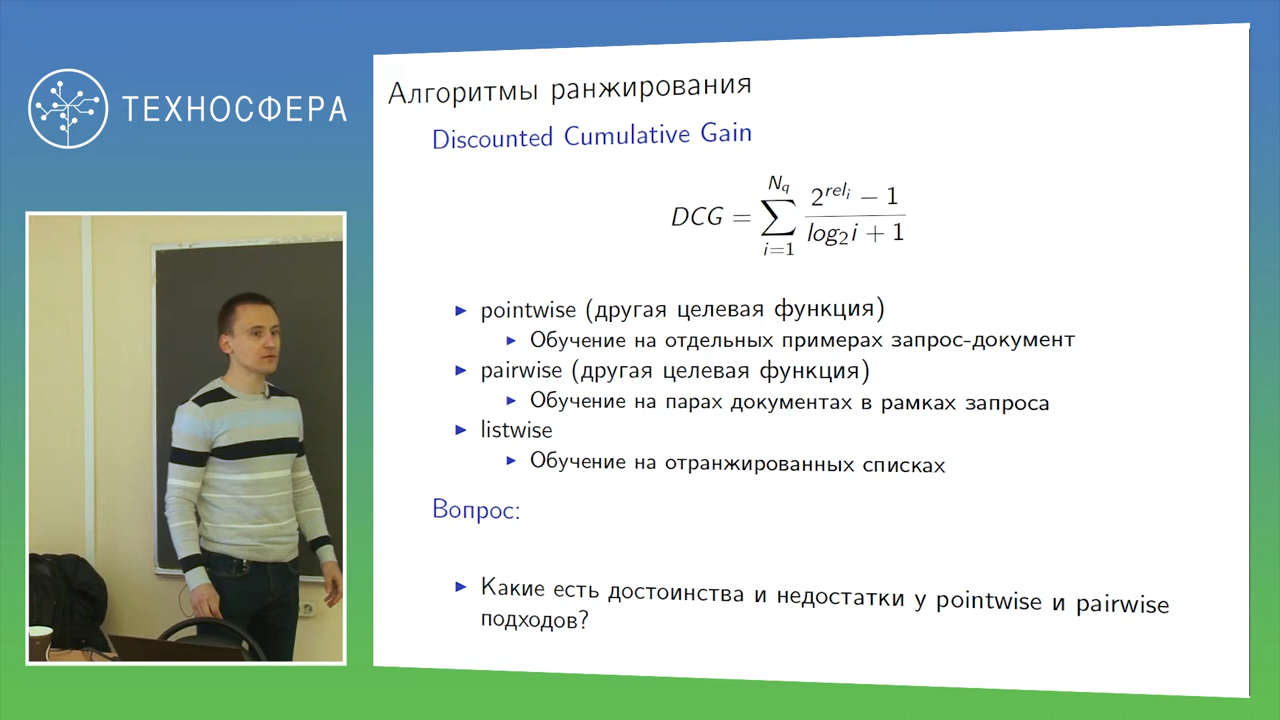 ТЕХНОСФЕРА
Алгоритмы ранжирования
Discounted Cumulative Gain
DCG = \sum_{i=1}^{N_q} \frac{2^{rel_i} - 1}{log_2 i + 1}
pointwise (другая целевая функция)
Обучение на отдельных примерах запрос-документ
pairwise (другая целевая функция)
Обучение на парах документах в рамках запроса
listwise
Обучение на отранжированных списках
Вопрос:
Какие есть достоинства и недостатки у pointwise и pairwise
подходов?